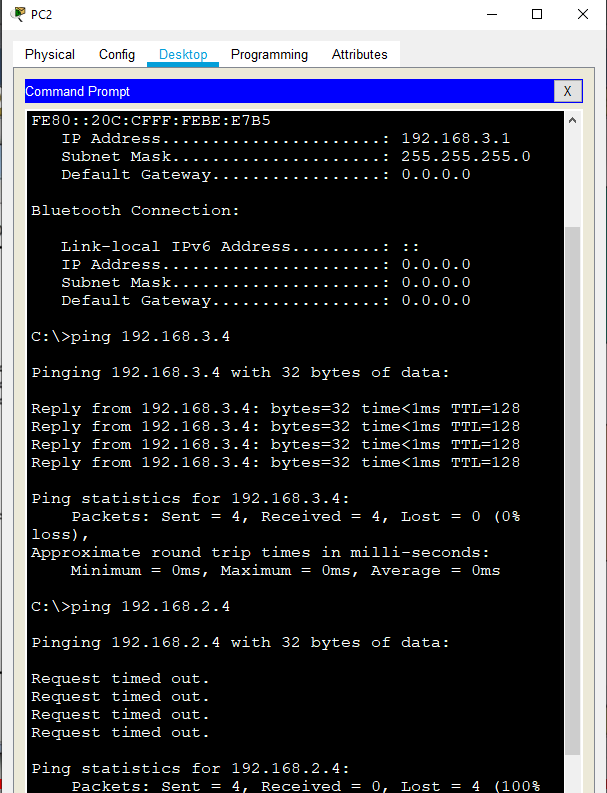 PC2
Physical Config Desktop Programming Attributes
Command Prompt X
FE80::20C:CFFF:FEBE:E7B5
IP Address......................: 192.168.3.1
Subnet Mask.....................: 255.255.255.0
Default Gateway.................: 0.0.0.0
Bluetooth Connection:
Link-local IPv6 Address.........: ::
IP Address......................: 0.0.0.0
Subnet Mask.....................: 0.0.0.0
Default Gateway.................: 0.0.0.0
C:\>ping 192.168.3.4
Pinging 192.168.3.4 with 32 bytes of data:
Reply from 192.168.3.4: bytes=32 time<1ms TTL=128
Reply from 192.168.3.4: bytes=32 time<1ms TTL=128
Reply from 192.168.3.4: bytes=32 time<1ms TTL=128
Reply from 192.168.3.4: bytes=32 time<1ms TTL=128
Ping statistics for 192.168.3.4:
Packets: Sent = 4, Received = 4, Lost = 0 (0%
loss),
Approximate round trip times in milli-seconds:
Minimum = 0ms, Maximum = 0ms, Average = 0ms
C:\>ping 192.168.2.4
Pinging 192.168.2.4 with 32 bytes of data:
Request timed out.
Request timed out.
Request timed out.
Request timed out.
Ping statistics for 192.168.2.4:
Packets: Sent = 4, Received = 0, Lost = 4 (100%